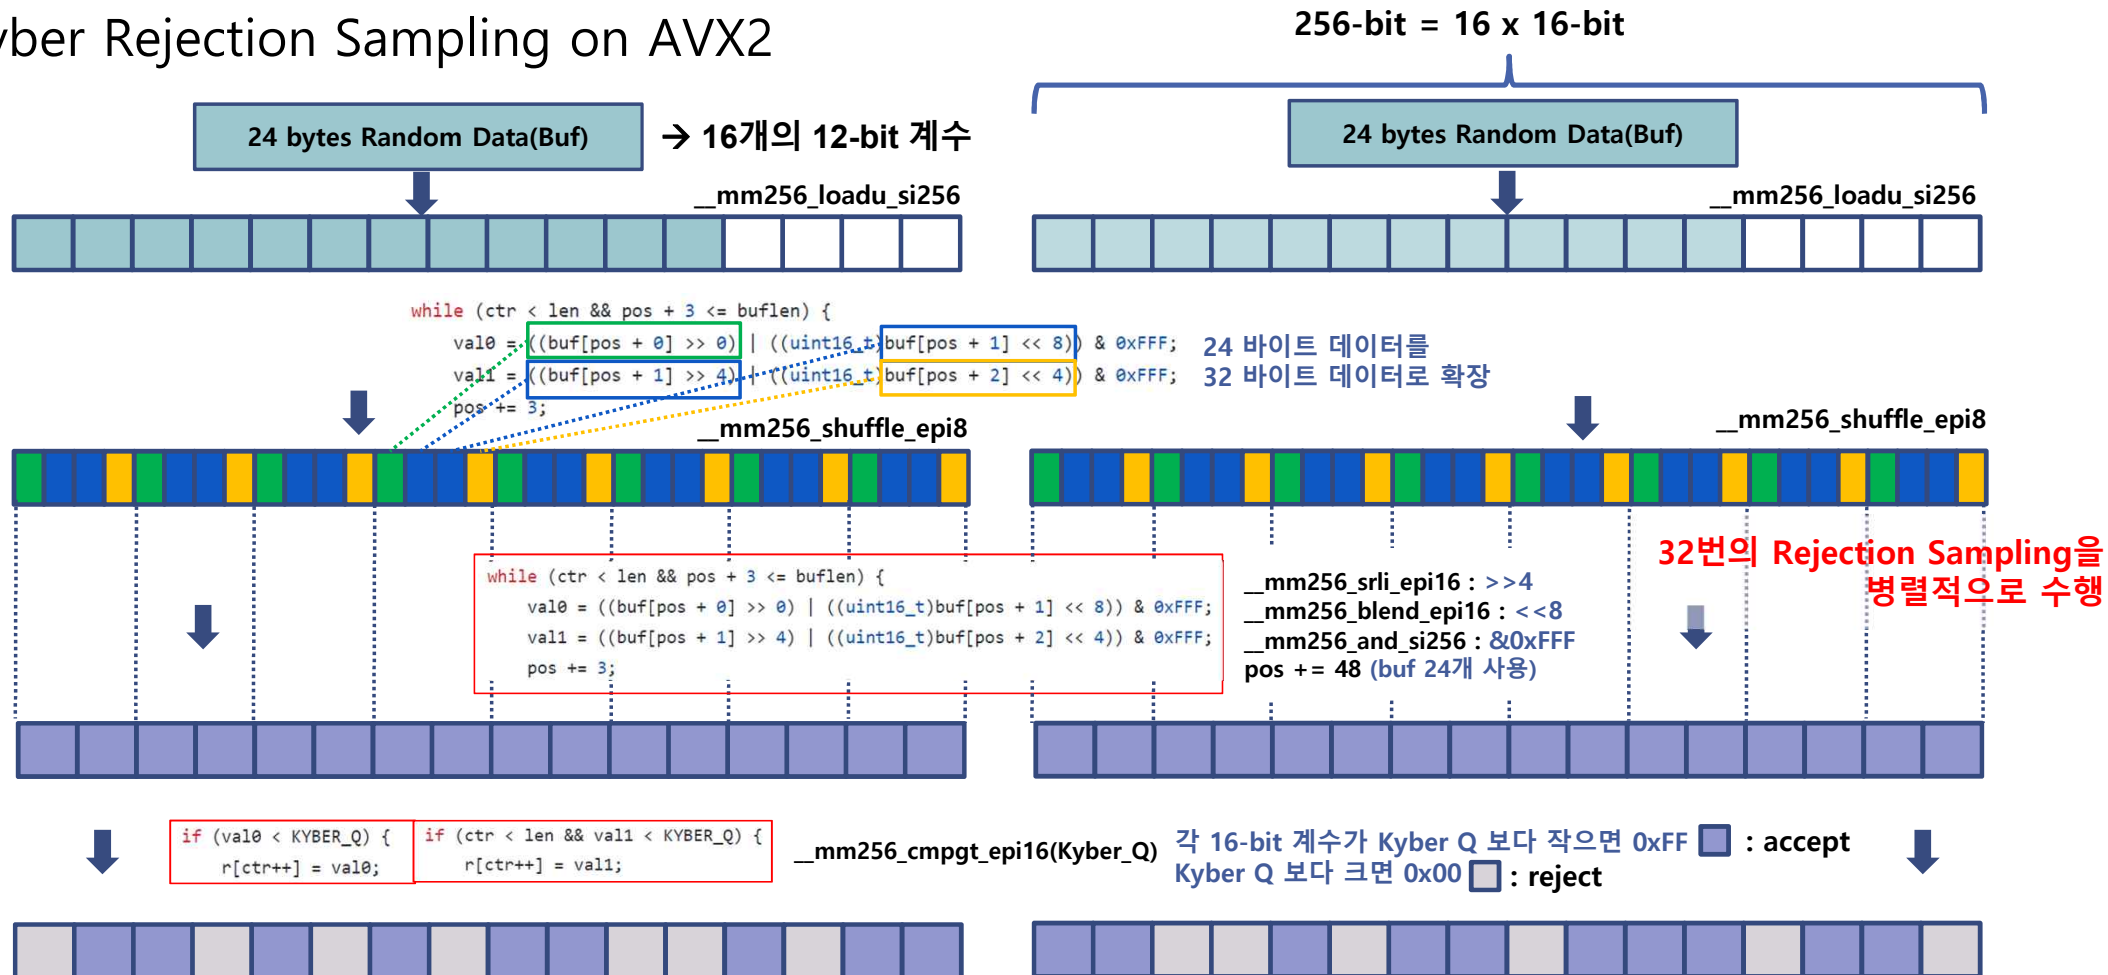 yber Rejection Sampling on AVX2
256-bit = 16 x 16-bit
24 bytes Random Data(Buf)
→ 16개의 12-bit 계수
24 bytes Random Data(Buf)
__mm256_loadu_si256
__mm256_loadu_si256
while (ctr < len && pos + 3 <= buflen) {
val0 = ((buf[pos + 0] >> 0) | ((uint16_t)buf[pos + 1] << 8)) & 0xFFF;
val1 = ((buf[pos + 1] >> 4) | ((uint16_t)buf[pos + 2] << 4)) & 0xFFF;
pos += 3;
24 바이트 데이터를
32 바이트 데이터로 확장
__mm256_shuffle_epi8
__mm256_shuffle_epi8
while (ctr < len && pos + 3 <= buflen) {
val0 = ((buf[pos + 0] >> 0) | ((uint16_t)buf[pos + 1] << 8)) & 0xFFF;
val1 = ((buf[pos + 1] >> 4) | ((uint16_t)buf[pos + 2] << 4)) & 0xFFF;
pos += 3;
__mm256_srli_epi16 : >>4
__mm256_blend_epi16 : <<8
__mm256_and_si256 : &0xFFF
pos += 48 (buf 24개 사용)
32번의 Rejection Sampling을
병렬적으로 수행
if (val0 < KYBER_Q) {
r[ctr++] = val0;
if (ctr < len && val1 < KYBER_Q) {
r[ctr++] = val1;
__mm256_cmpgt_epi16(Kyber_Q)
각 16-bit 계수가 Kyber Q 보다 작으면 0xFF : accept
Kyber Q 보다 크면 0x00 : reject